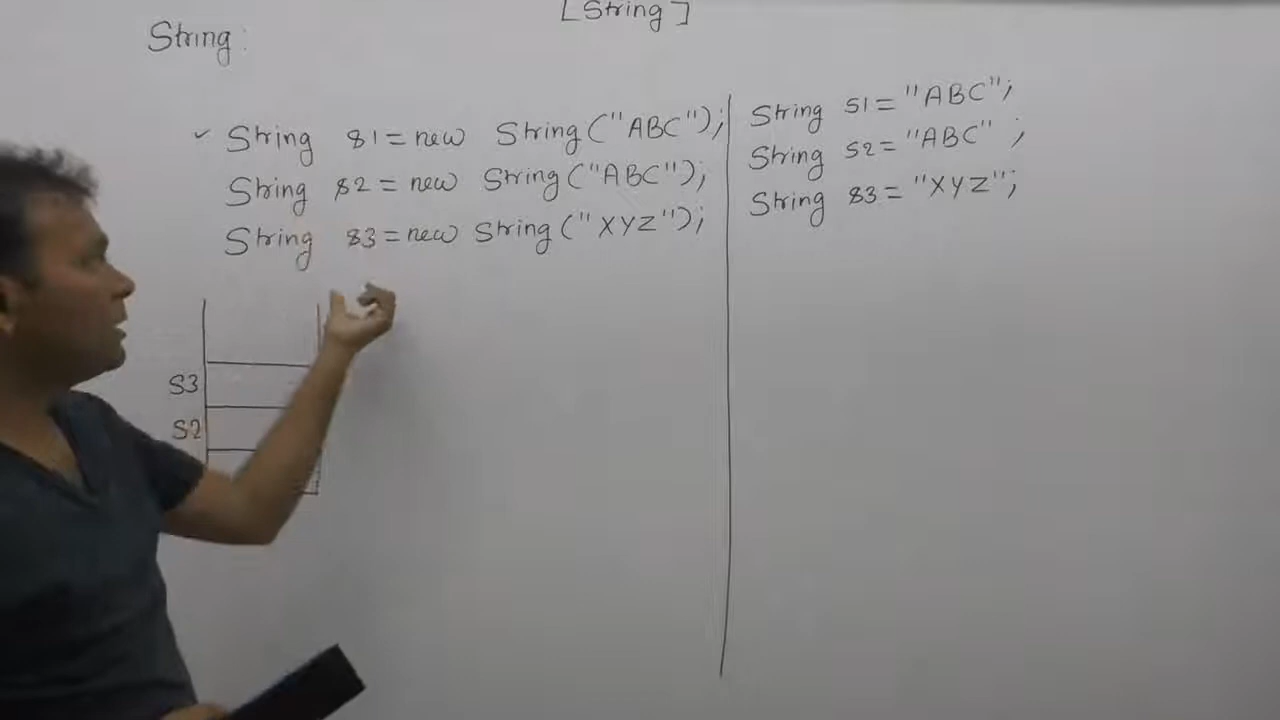 [String]
String:
String S1 = new String("ABC");
String S2 = new String("ABC");
String S3 = new String("XYZ");
String S1 = "ABC";
String S2 = "ABC" ;
String S3 = "XYZ";
S3
S2